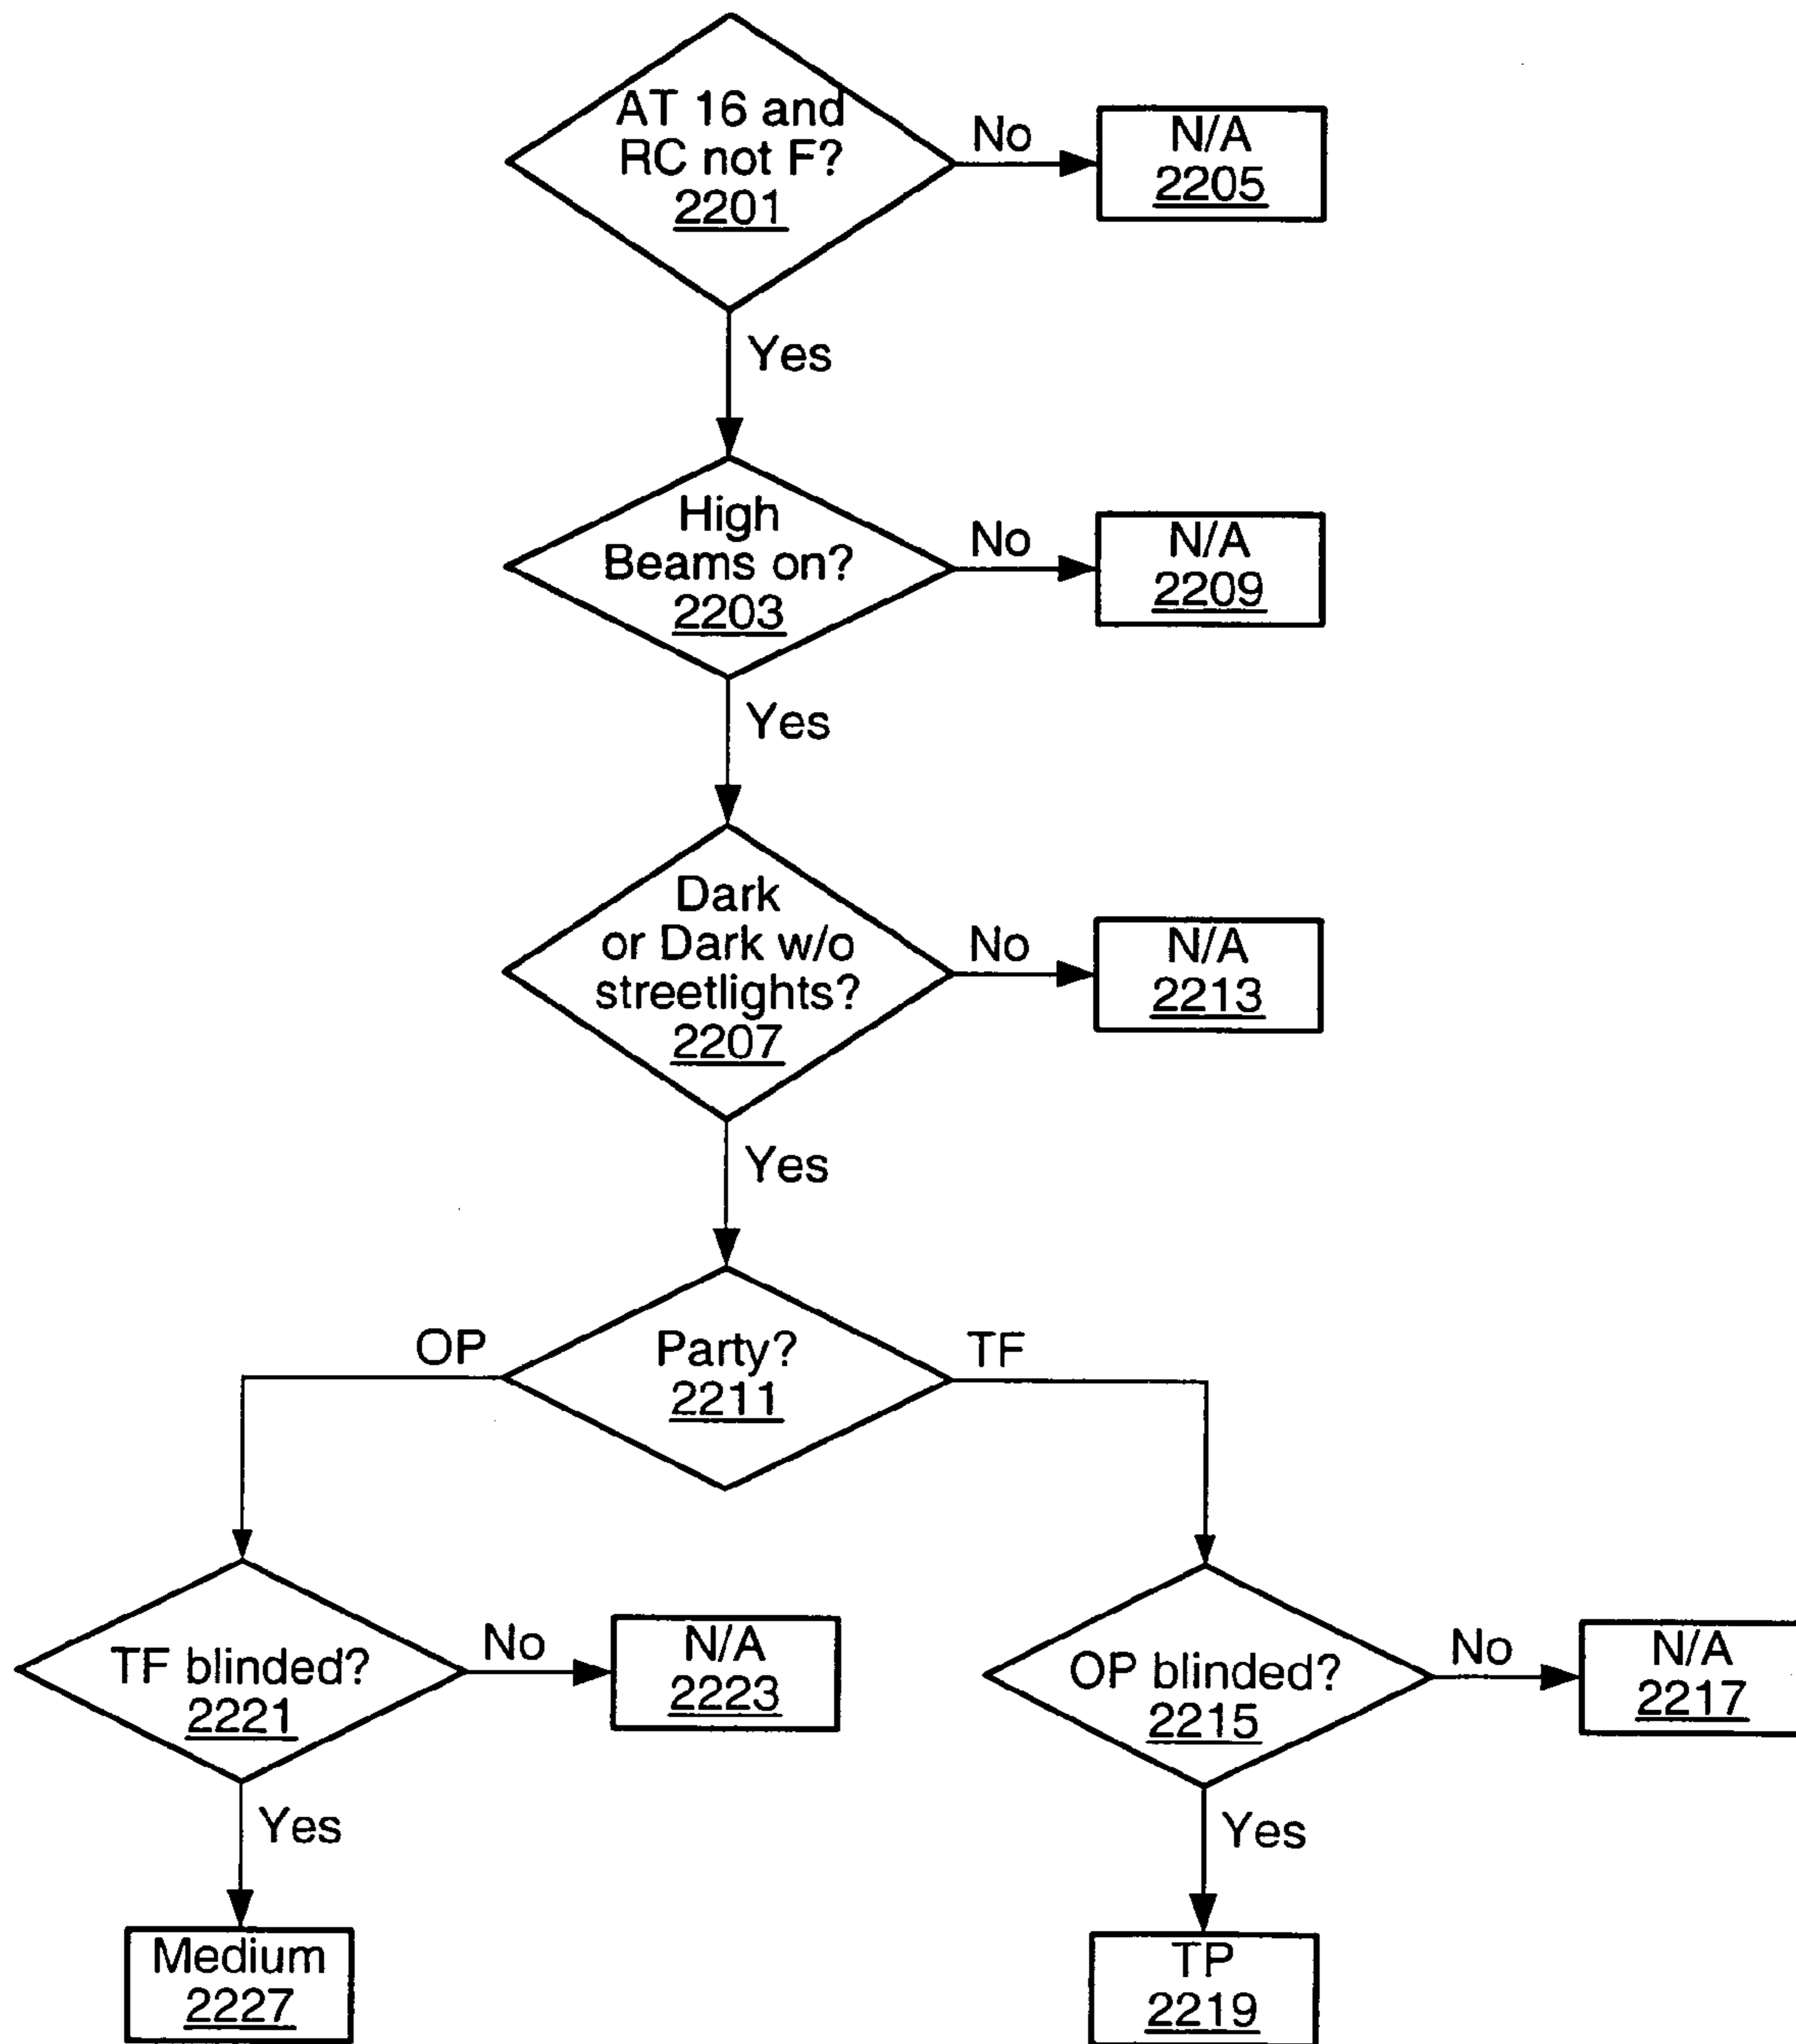 AT 16 and
RC not F?
2201
No
N/A
2205
Yes
High
Beams on?
2203
No
N/A
2209
Yes
Dark
or Dark w/o
streetlights?
2207
No
N/A
2213
Yes
OP
Party?
2211
TF
TF blinded?
2221
No
N/A
2223
OP blinded?
2215
No
N/A
2217
Yes
Yes
Medium
2227
TP
2219